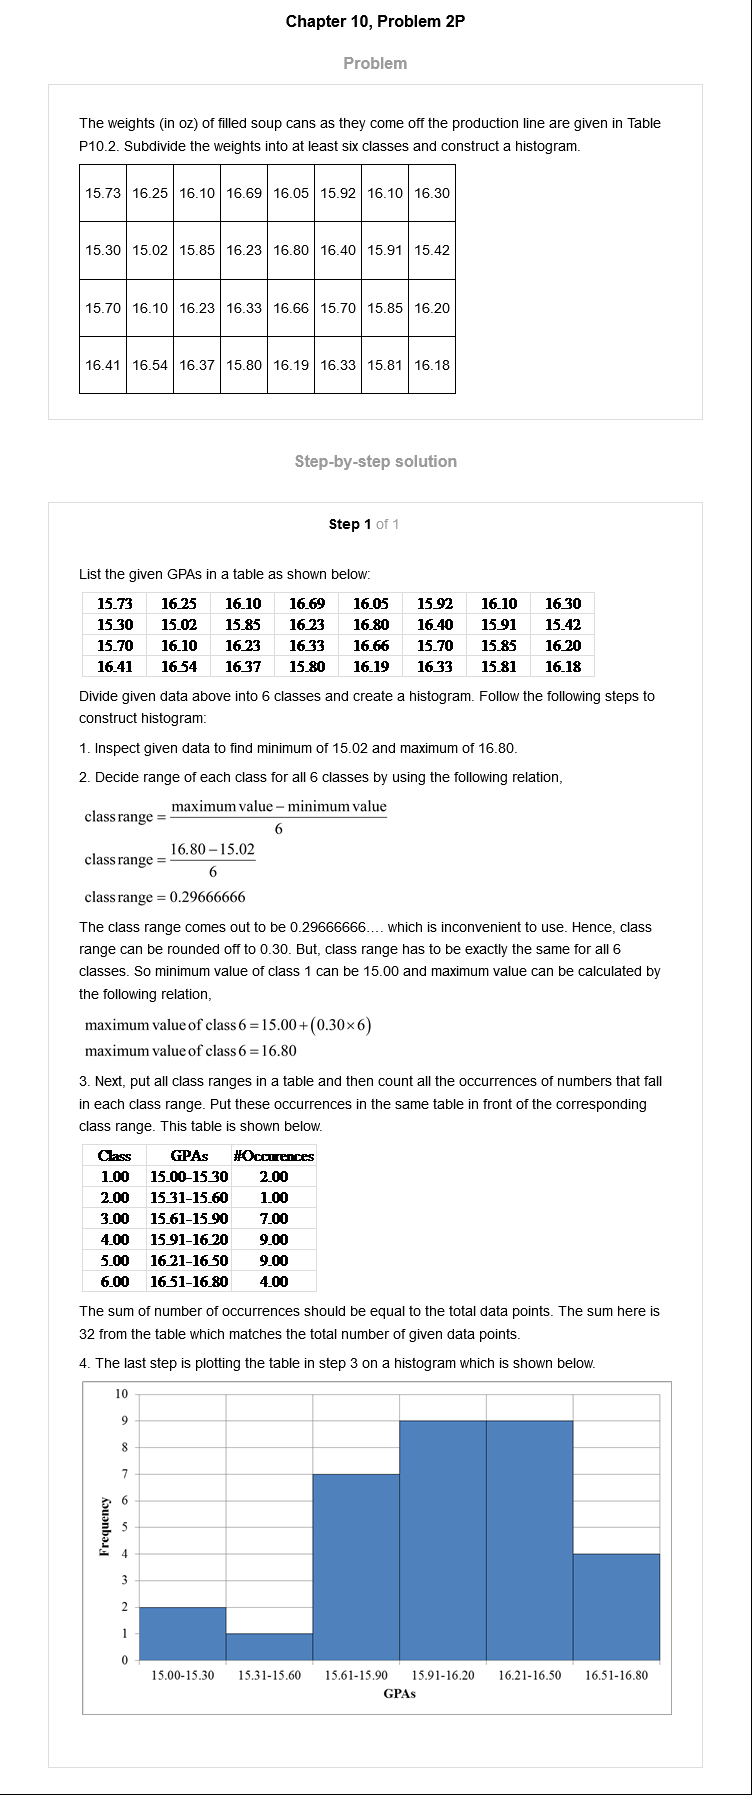 Chapter 10, Problem 2P
Problem
The weights (in oz) of filled soup cans as they come off the production line are given in Table
P10.2. Subdivide the weights into at least six classes and construct a histogram.
15.73 16.25 16.10 16.69 16.05 15.92 16.10 16.30
15.30 15.02 15.85 16.23 16.80 16.40 15.91 15.42
15.70 16.10 16.23 16.33 16.66 15.70 15.85 16.20
16.41 16.54 16.37 15.80 16.19 16.33 15.81 16.18
Step-by-step solution
Step 1 of 1
List the given GPAs in a table as shown below:
15.73 16.25 16.10 16.69 16.05 15.92 16.10 16.30
15.30 15.02 15.85 16.23 16.80 16.40 15.91 15.42
15.70 16.10 16.23 16.33 16.66 15.70 15.85 16.20
16.41 16.54 16.37 15.80 16.19 16.33 15.81 16.18
Divide given data above into 6 classes and create a histogram. Follow the following steps to
construct histogram:
1. Inspect given data to find minimum of 15.02 and maximum of 16.80.
2. Decide range of each class for all 6 classes by using the following relation,
class range = (maximum value − minimum value) / 6
class range = (16.80 − 15.02) / 6
class range = 0.29666666
The class range comes out to be 0.29666666…. which is inconvenient to use. Hence, class
range can be rounded off to 0.30. But, class range has to be exactly the same for all 6
classes. So minimum value of class 1 can be 15.00 and maximum value can be calculated by
the following relation,
maximum value of class 6 = 15.00 + (0.30×6)
maximum value of class 6 = 16.80
3. Next, put all class ranges in a table and then count all the occurrences of numbers that fall
in each class range. Put these occurrences in the same table in front of the corresponding
class range. This table is shown below.
Class GPAs #Occurences
1.00 15.00-15.30 2.00
2.00 15.31-15.60 1.00
3.00 15.61-15.90 7.00
4.00 15.91-16.20 9.00
5.00 16.21-16.50 9.00
6.00 16.51-16.80 4.00
The sum of number of occurrences should be equal to the total data points. The sum here is
32 from the table which matches the total number of given data points.
4. The last step is plotting the table in step 3 on a histogram which is shown below.
10
9
8
7
6
5
4
3
2
1
0
Frequency
15.00-15.30 15.31-15.60 15.61-15.90 15.91-16.20 16.21-16.50 16.51-16.80
GPAs